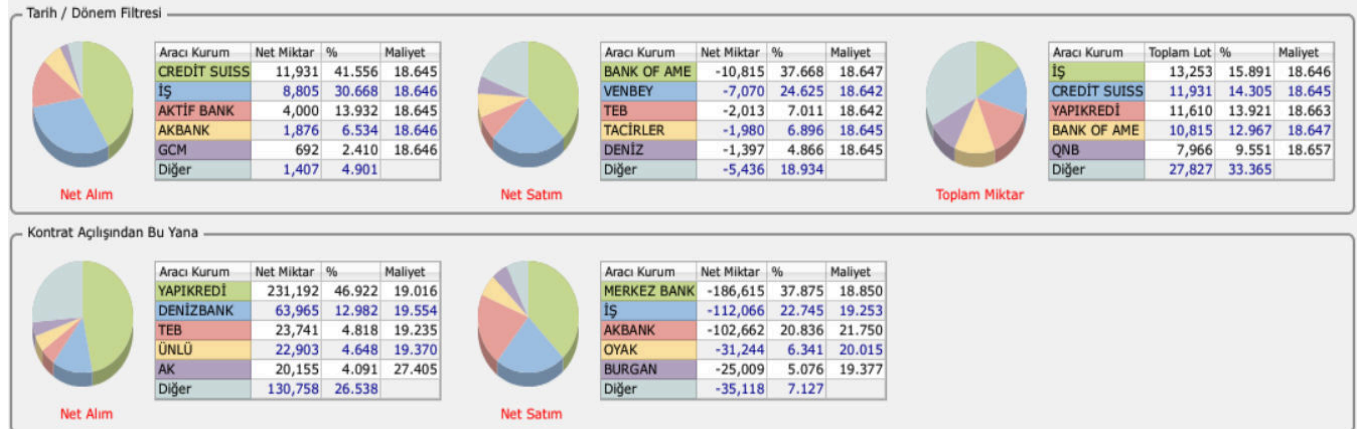 Tarih / Dönem Filtresi
Aracı Kurum Net Miktar % Maliyet
CREDİT SUISS 11,931 41.556 18.645
İŞ 8,805 30.668 18.646
AKTİF BANK 4,000 13.932 18.645
AKBANK 1,876 6.534 18.646
GCM 692 2.410 18.646
Diğer 1,407 4.901
Net Alım
Aracı Kurum Net Miktar % Maliyet
BANK OF AME -10,815 37.668 18.647
VENBEY -7,070 24.625 18.642
TEB -2,013 7.011 18.642
TACİRLER -1,980 6.896 18.645
DENİZ -1,397 4.866 18.645
Diğer -5,436 18.934
Net Satım
Aracı Kurum Toplam Lot % Maliyet
İŞ 13,253 15.891 18.646
CREDİT SUISS 11,931 14.305 18.645
YAPIKREDİ 11,610 13.921 18.663
BANK OF AME 10,815 12.967 18.647
QNB 7,966 9.551 18.657
Diğer 27,827 33.365
Toplam Miktar
Kontrat Açılışından Bu Yana
Aracı Kurum Net Miktar % Maliyet
YAPIKREDİ 231,192 46.922 19.016
DENİZBANK 63,965 12.982 19.554
TEB 23,741 4.818 19.235
ÜNLÜ 22,903 4.648 19.370
AK 20,155 4.091 27.405
Diğer 130,758 26.538
Net Alım
Aracı Kurum Net Miktar % Maliyet
MERKEZ BANK -186,615 37.875 18.850
İŞ -112,066 22.745 19.253
AKBANK -102,662 20.836 21.750
OYAK -31,244 6.341 20.015
BURGAN -25,009 5.076 19.377
Diğer -35,118 7.127
Net Satım